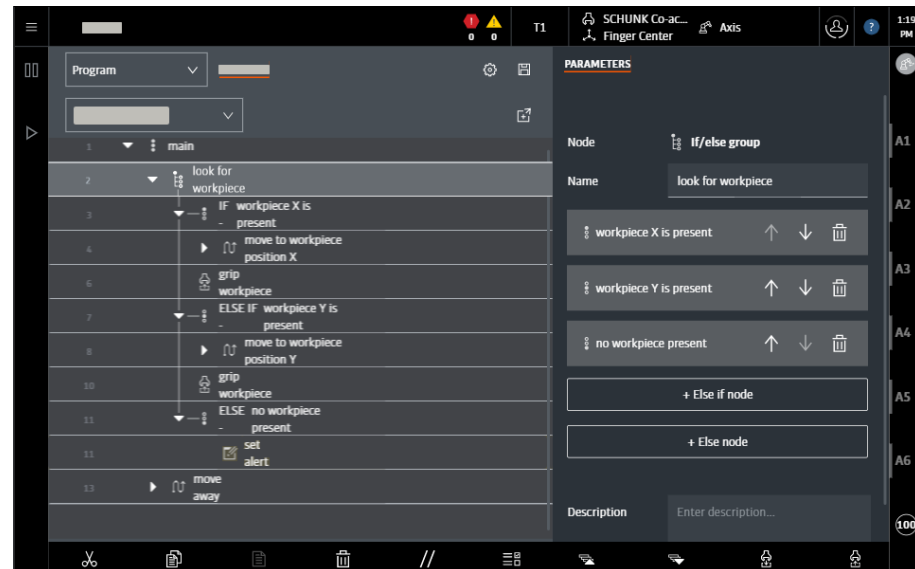 0 0
T1
SCHUNK Co-ac...
Finger Center
Axis
?
1:19
PM
Program
PARAMETERS
1 main
2 look for
workpiece
3 IF workpiece X is
- present
4 move to workpiece
position X
6 grip
workpiece
7 ELSE IF workpiece Y is
- present
8 move to workpiece
position Y
10 grip
workpiece
11 ELSE no workpiece
- present
11 set
alert
13 move
away
Node If/else group
Name look for workpiece
workpiece X is present
workpiece Y is present
no workpiece present
+ Else if node
+ Else node
Description Enter description...
A1
A2
A3
A4
A5
A6
100